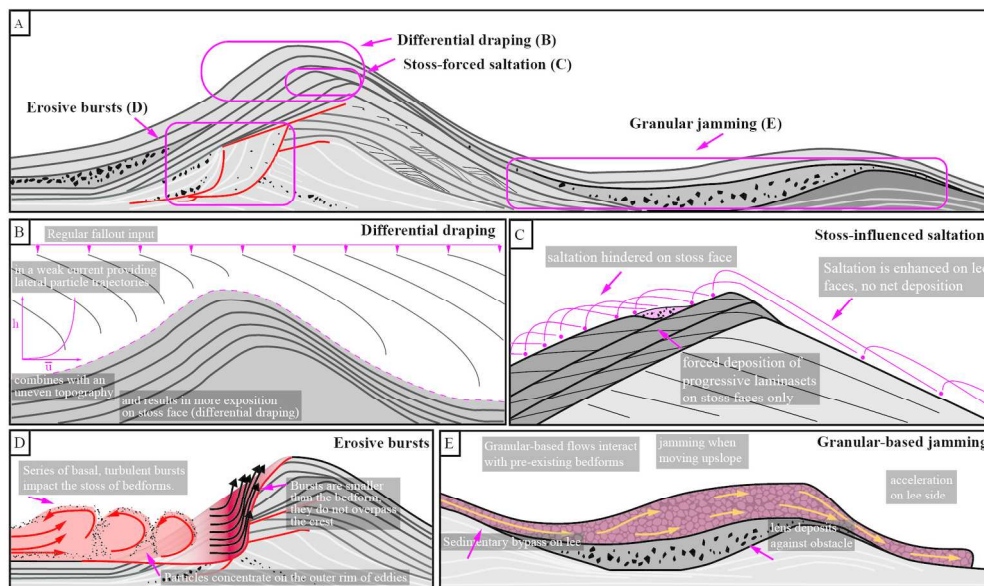 A
Differential draping (B)
Stoss-forced saltation (C)
Erosive bursts (D)
Granular jamming (E)
B
Regular fallout input
Differential draping
in a weak current providing
lateral particle trajectories
h
u
combines with an
uneven topography
and results in more exposition
on stoss face (differential draping)
C
Stoss-influenced saltation
saltation hindered on stoss face
Saltation is enhanced on lee
faces, no net deposition
forced deposition of
progressive laminasets
on stoss faces only
D
Erosive bursts
Series of basal, turbulent bursts
impact the stoss of bedforms.
Bursts are smaller
than the bedform,
they do not overpass
the crest
Particles concentrate on the outer rim of eddies
E
Granular-based jamming
Granular-based flows interact
with pre-existing bedforms
jamming when
moving upslope
acceleration
on lee side
Sedimentary bypass on lee
lens deposits
against obstacle